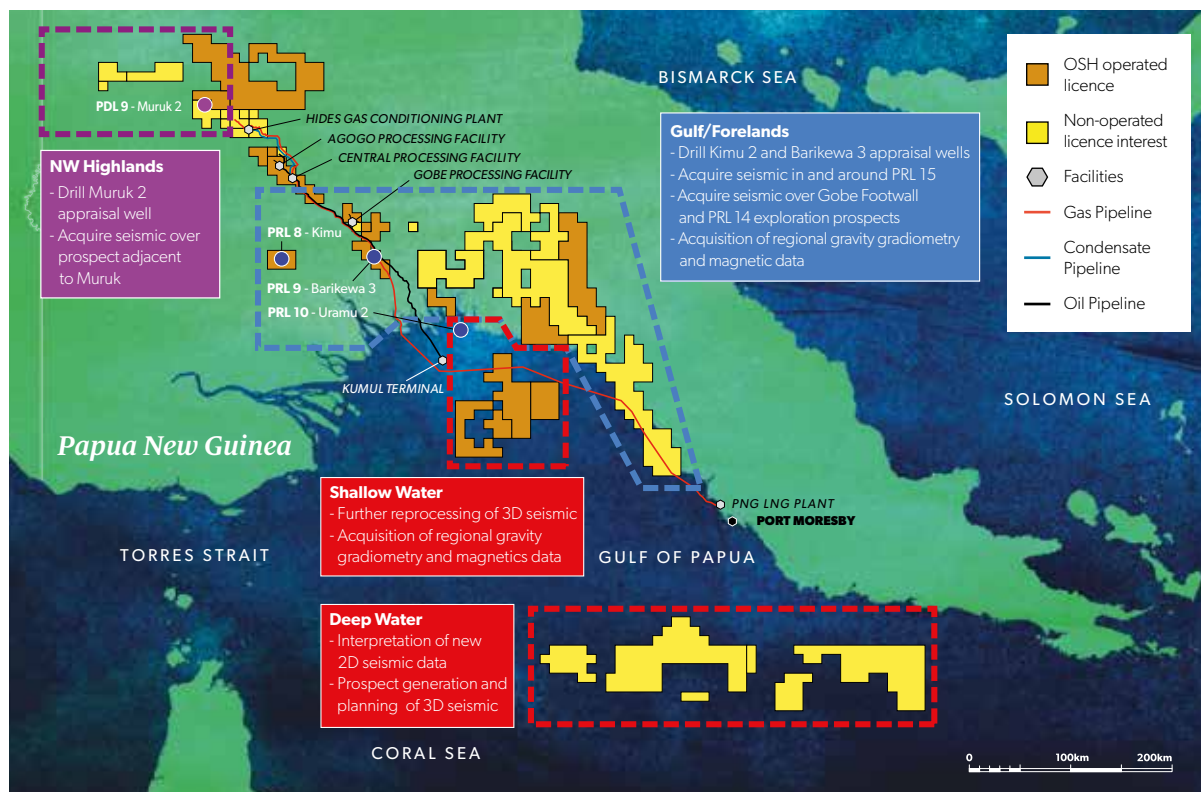 BISMARCK SEA
OSH operated
licence
Non-operated
licence interest
Facilities
Gas Pipeline
Condensate
Pipeline
Oil Pipeline
PDL 9 - Muruk 2
HIDES GAS CONDITIONING PLANT
AGOGO PROCESSING FACILITY
CENTRAL PROCESSING FACILITY
GOBE PROCESSING FACILITY
NW Highlands
- Drill Muruk 2
appraisal well
- Acquire seismic over
prospect adjacent
to Muruk
Gulf/Forelands
- Drill Kimu 2 and Barikewa 3 appraisal wells
- Acquire seismic in and around PRL 15
- Acquire seismic over Gobe Footwall
and PRL 14 exploration prospects
- Acquisition of regional gravity gradiometry
and magnetic data
PRL 8 - Kimu
PRL 9 - Barikewa 3
PRL 10 - Uramu 2
KUMUL TERMINAL
SOLOMON SEA
Papua New Guinea
Shallow Water
- Further reprocessing of 3D seismic
- Acquisition of regional gravity
gradiometry and magnetics data
PNG LNG PLANT
PORT MORESBY
TORRES STRAIT
GULF OF PAPUA
Deep Water
- Interpretation of new
2D seismic data
- Prospect generation and
planning of 3D seismic
CORAL SEA
0 100km 200km